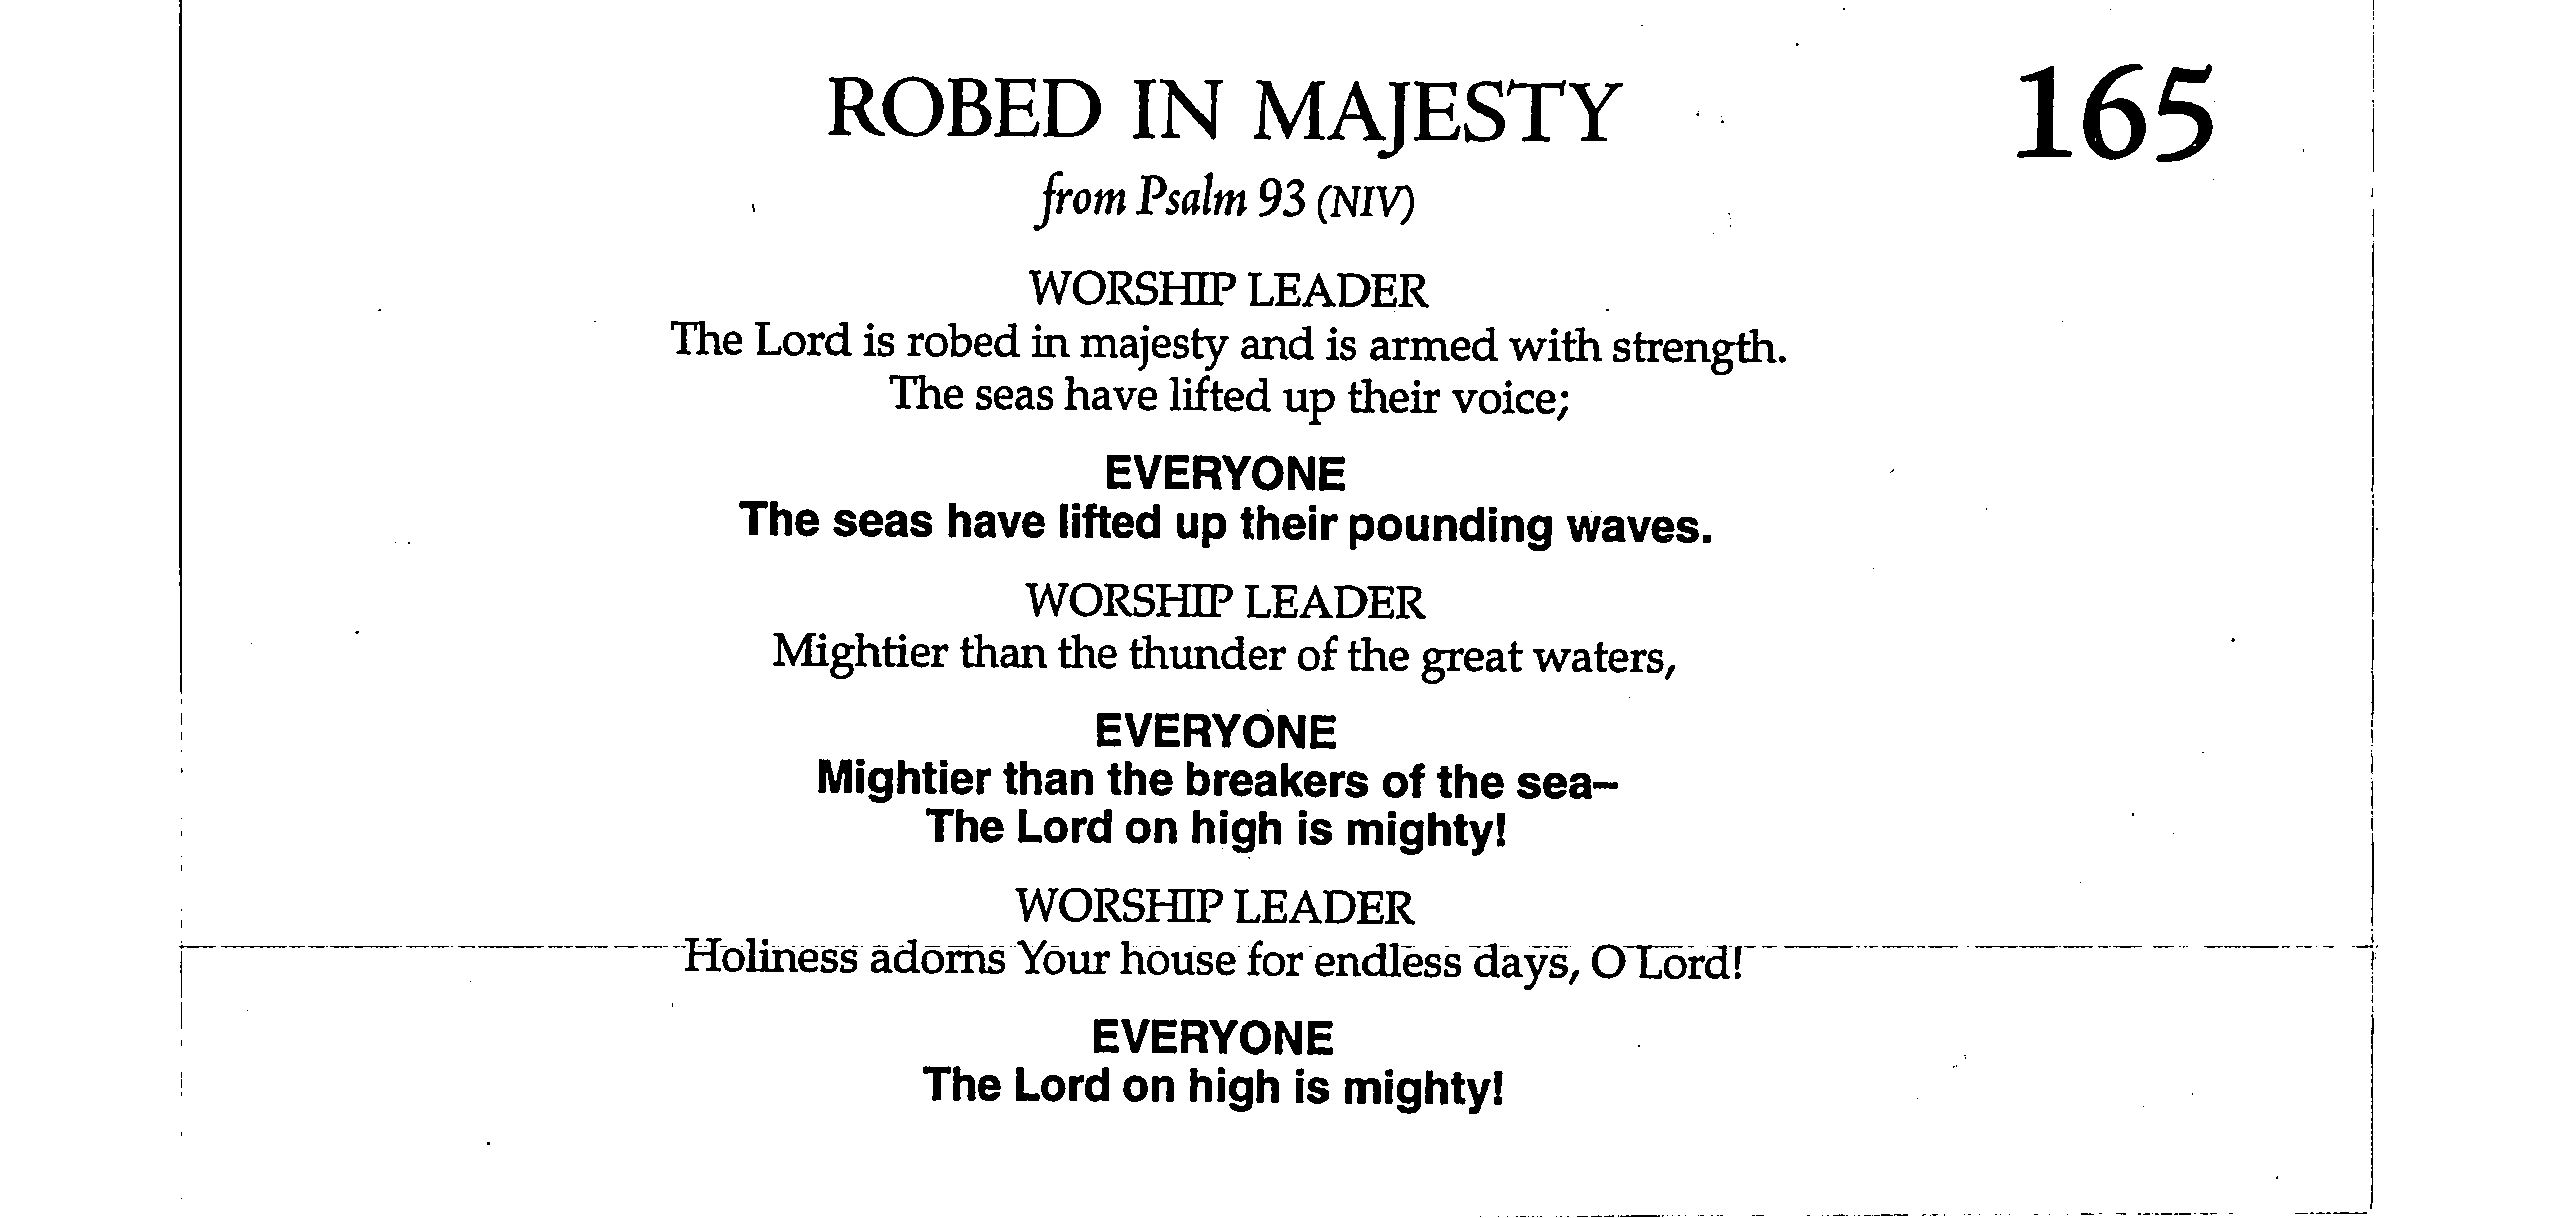 ROBED IN MAJESTY 165
from Psalm 93 (NIV)
WORSHIP LEADER
The Lord is robed in majesty and is armed with strength.
The seas have lifted up their voice;
EVERYONE
The seas have lifted up their pounding waves.
WORSHIP LEADER
Mightier than the thunder of the great waters,
EVERYONE
Mightier than the breakers of the sea–
The Lord on high is mighty!
WORSHIP LEADER
Holiness adorns Your house for endless days, O Lord!
EVERYONE
The Lord on high is mighty!